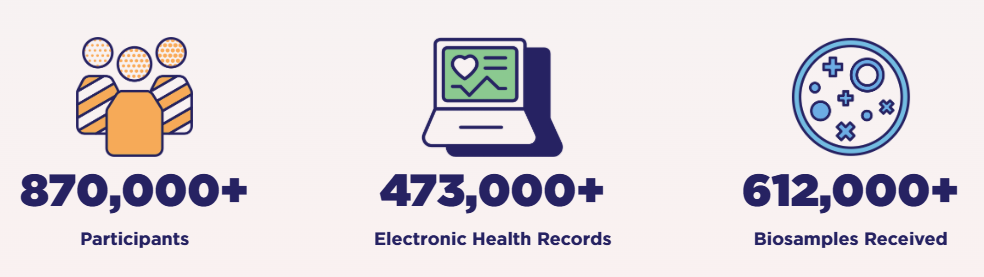 870,000+
Participants
473,000+
Electronic Health Records
612,000+
Biosamples Received